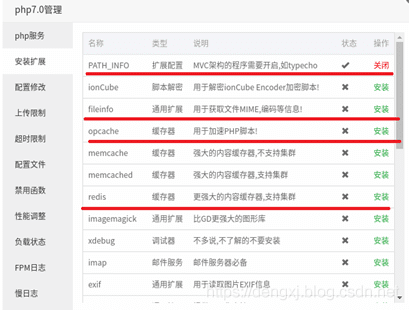 php7.0管理
php服务
安装扩展
配置修改
上传限制
超时限制
配置文件
禁用函数
性能调整
负载状态
FPM日志
慢日志
名称 类型 说明 状态 操作
PATH_INFO 扩展配置 MVC架构的程序需要开启,如typecho ✔ 关闭
ionCube 脚本解密 用于解密ionCube Encoder加密脚本! ✖ 安装
fileinfo 通用扩展 用于获取文件MIME,编码等信息! ✖ 安装
opcache 缓存器 用于加速PHP脚本! ✖ 安装
memcache 缓存器 强大的内容缓存器,不支持集群 ✖ 安装
memcached 缓存器 强大的内容缓存器,支持集群 ✖ 安装
redis 缓存器 更强大的内容缓存器,支持集群 ✖ 安装
imagemagick 通用扩展 比GD更强大的图形库 ✖ 安装
xdebug 调试器 不多说,不了解的不要安装 ✖ 安装
imap 邮件服务 邮件服务器必备 ✖ 安装
exif 通用扩展 用于读取图片EXIF信息 ✖ 安装
https://dengxj.blog.csdn.net